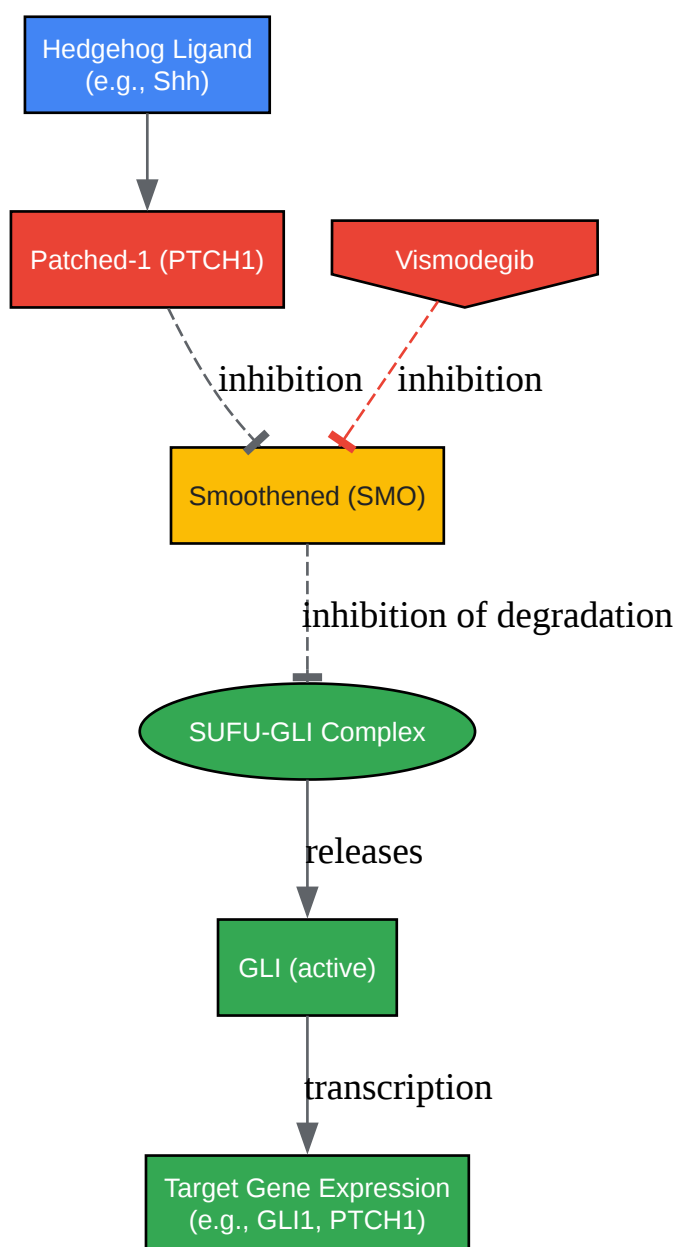 Hedgehog Ligand
(e.g., Shh)
Patched-1 (PTCH1)
Vismodegib
inhibition
inhibition
Smoothened (SMO)
inhibition of degradation
SUFU-GLI Complex
releases
GLI (active)
transcription
Target Gene Expression
(e.g., GLI1, PTCH1)